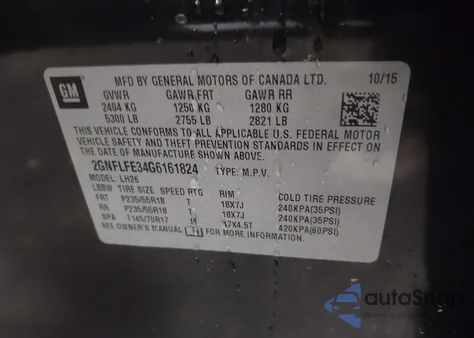 GM
MFD BY GENERAL MOTORS OF CANADA LTD. 10/15
GVWR GAWR FRT GAWR RR
2404 KG 1250 KG 1280 KG
5300 LB 2755 LB 2821 LB
THIS VEHICLE CONFORMS TO ALL APPLICABLE U.S. FEDERAL MOTOR
VEHICLE SAFETY AND THEFT PREVENTION STANDARDS IN EFFECT ON THE
DATE OF MANUFACTURE SHOWN ABOVE.
2GNFLFE34G6161824 TYPE: M.P.V.
MODEL: LH26
LBBW TIRE SIZE SPEED RTG RIM COLD TIRE PRESSURE
FRT P235/55R18 T 18X7J 240KPA(35PSI)
RR P235/55R18 T 18X7J 240KPA(35PSI)
SPA T145/70R17 17X4.5T 420KPA(60PSI)
SEE OWNER'S MANUAL FOR MORE INFORMATION.
autoSnap